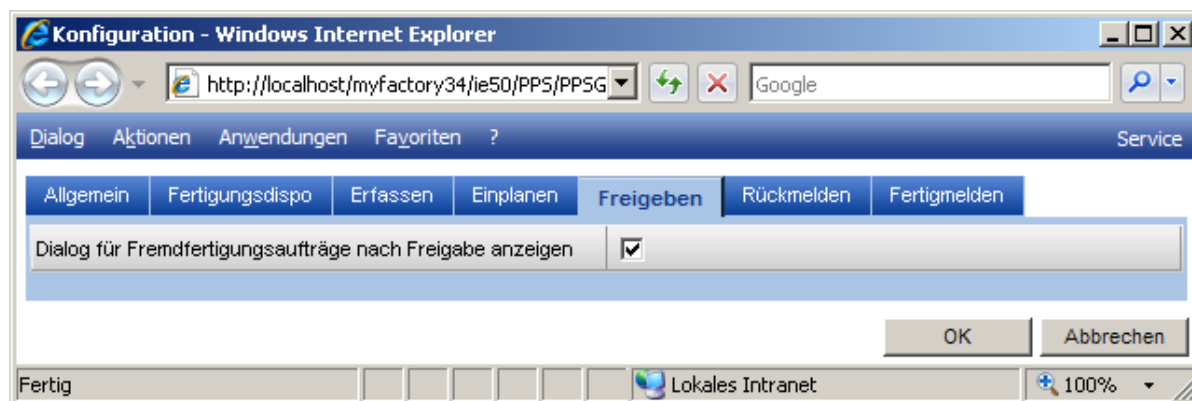 Konfiguration - Windows Internet Explorer
http://localhost/myfactory34/ie50/PPS/PPSG
Google
Dialog Aktionen Anwendungen Favoriten ? Service
Allgemein Fertigungsdispo Erfassen Einplanen Freigeben Rückmelden Fertigmelden
Dialog für Fremdfertigungsaufträge nach Freigabe anzeigen
OK Abbrechen
Fertig Lokales Intranet 100%